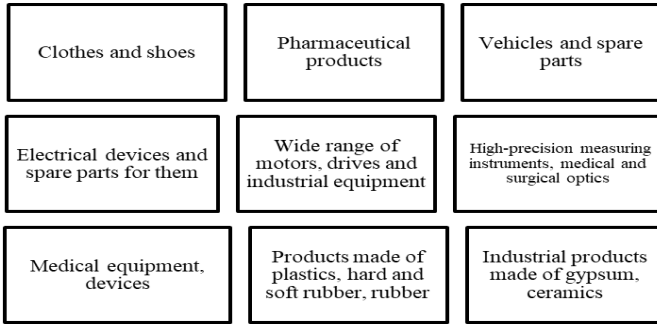 Clothes and shoes
Pharmaceutical
products
Vehicles and spare
parts
Electrical devices and
spare parts for them
Wide range of
motors, drives and
industrial equipment
High-precision measuring
instruments, medical and
surgical optics
Medical equipment,
devices
Products made of
plastics, hard and
soft rubber, rubber
Industrial products
made of gypsum,
ceramics